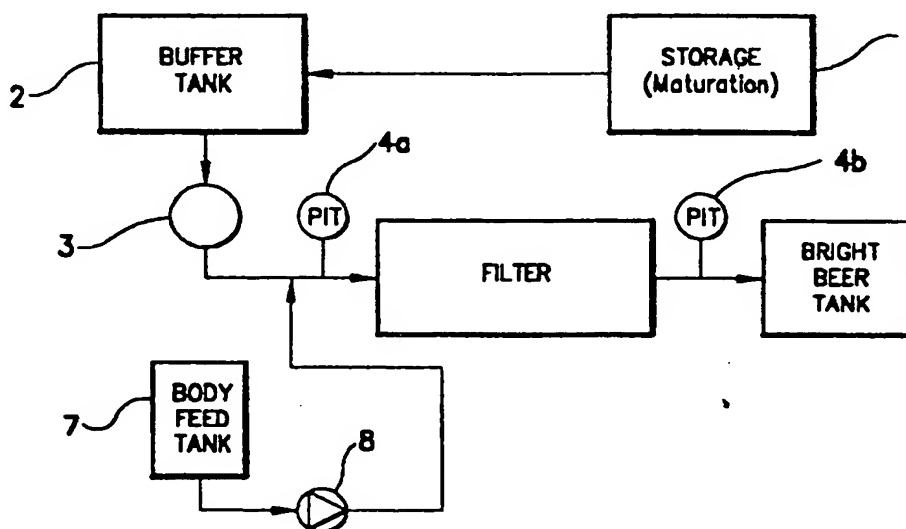 BUFFER
TANK
STORAGE
(Maturation)
2
4a
4b
PIT
PIT
3
FILTER
BRIGHT
BEER
TANK
BODY
FEED
TANK
7
8